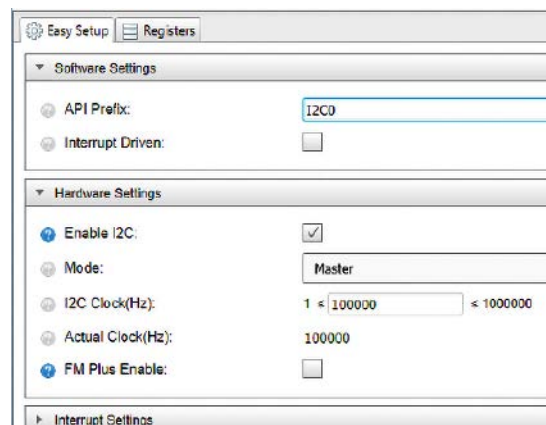 Easy Setup Registers
Software Settings
API Prefix: I2C0
Interrupt Driven:
Hardware Settings
Enable I2C:
Mode: Master
I2C Clock(Hz): 1 ≤ 100000 ≤ 1000000
Actual Clock(Hz): 100000
FM Plus Enable:
Interrupt Settings